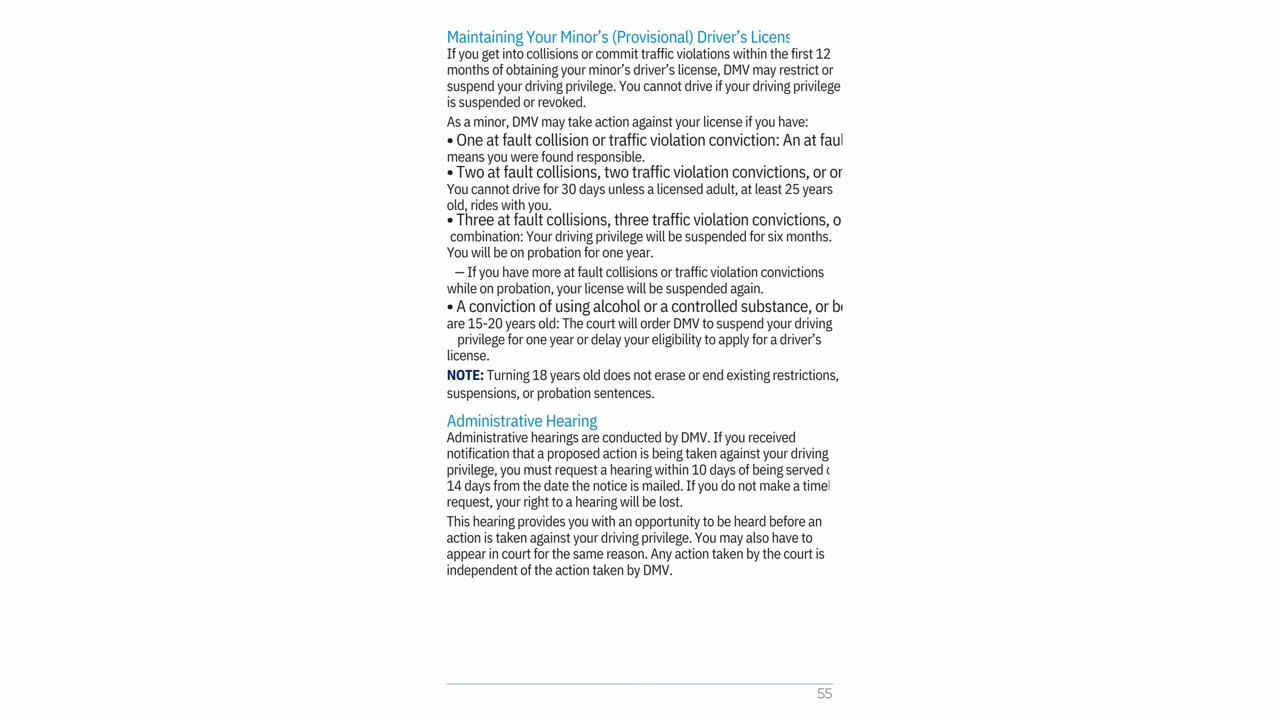 Maintaining Your Minor’s (Provisional) Driver’s
If you get into collisions or commit traffic violations within the first 12
months of obtaining your minor’s driver’s license, DMV may restrict or
suspend your driving privilege. You cannot drive if your driving privilege
is suspended or revoked.
As a minor, DMV may take action against your license if you have:
• One at fault collision or traffic violation conviction: An at
means you were found responsible.
• Two at fault collisions, two traffic violation convictions, or
You cannot drive for 30 days unless a licensed adult, at least 25 years
old, rides with you.
• Three at fault collisions, three traffic violation convictions,
combination: Your driving privilege will be suspended for six months.
You will be on probation for one year.
— If you have more at fault collisions or traffic violation convictions
while on probation, your license will be suspended again.
• A conviction of using alcohol or a controlled substance, or
are 15-20 years old: The court will order DMV to suspend your driving
privilege for one year or delay your eligibility to apply for a driver’s
license.
NOTE: Turning 18 years old does not erase or end existing restrictions,
suspensions, or probation sentences.
Administrative Hearing
Administrative hearings are conducted by DMV. If you received
notification that a proposed action is being taken against your driving
privilege, you must request a hearing within 10 days of being served
14 days from the date the notice is mailed. If you do not make a
request, your right to a hearing will be lost.
This hearing provides you with an opportunity to be heard before an
action is taken against your driving privilege. You may also have to
appear in court for the same reason. Any action taken by the court is
independent of the action taken by DMV.
55